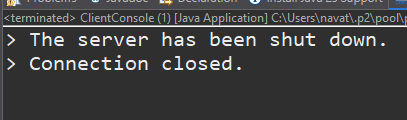 Problems Javadoc Declaration Install Java 25 Support
<terminated> ClientConsole (1) [Java Application] C:\Users\navat\.p2\pool\p
> The server has been shut down.
> Connection closed.